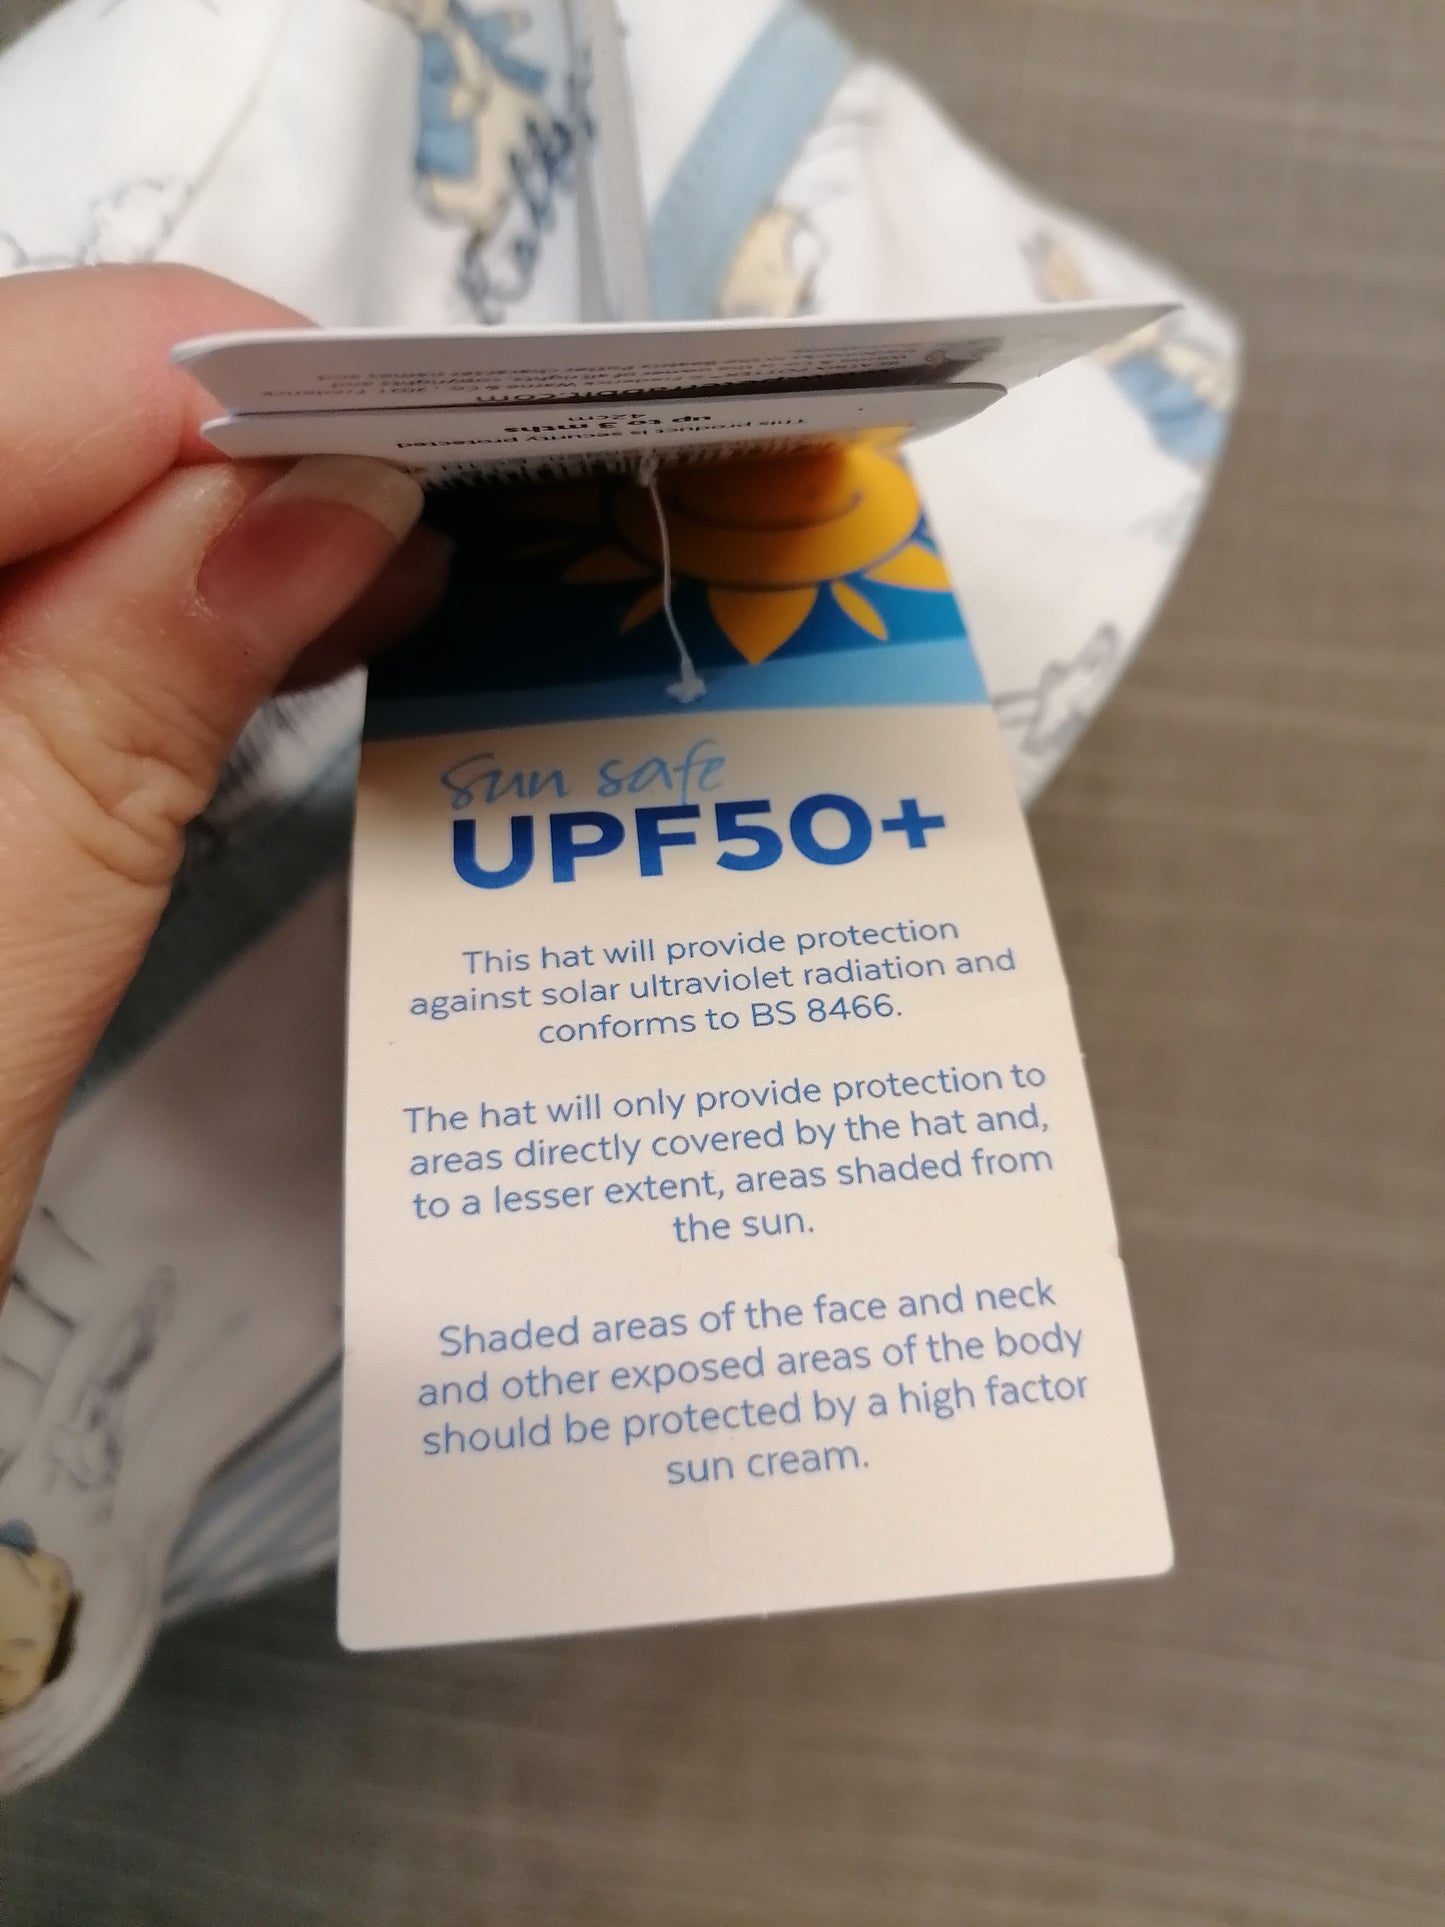 Rabbit
peterrabbit.com
This product is security protected
up to 3 mths
42cm
sun safe
UPF50+
This hat will provide protection
against solar ultraviolet radiation and
conforms to BS 8466.
The hat will only provide protection to
areas directly covered by the hat and,
to a lesser extent, areas shaded from
the sun.
Shaded areas of the face and neck
and other exposed areas of the body
should be protected by a high factor
sun cream.